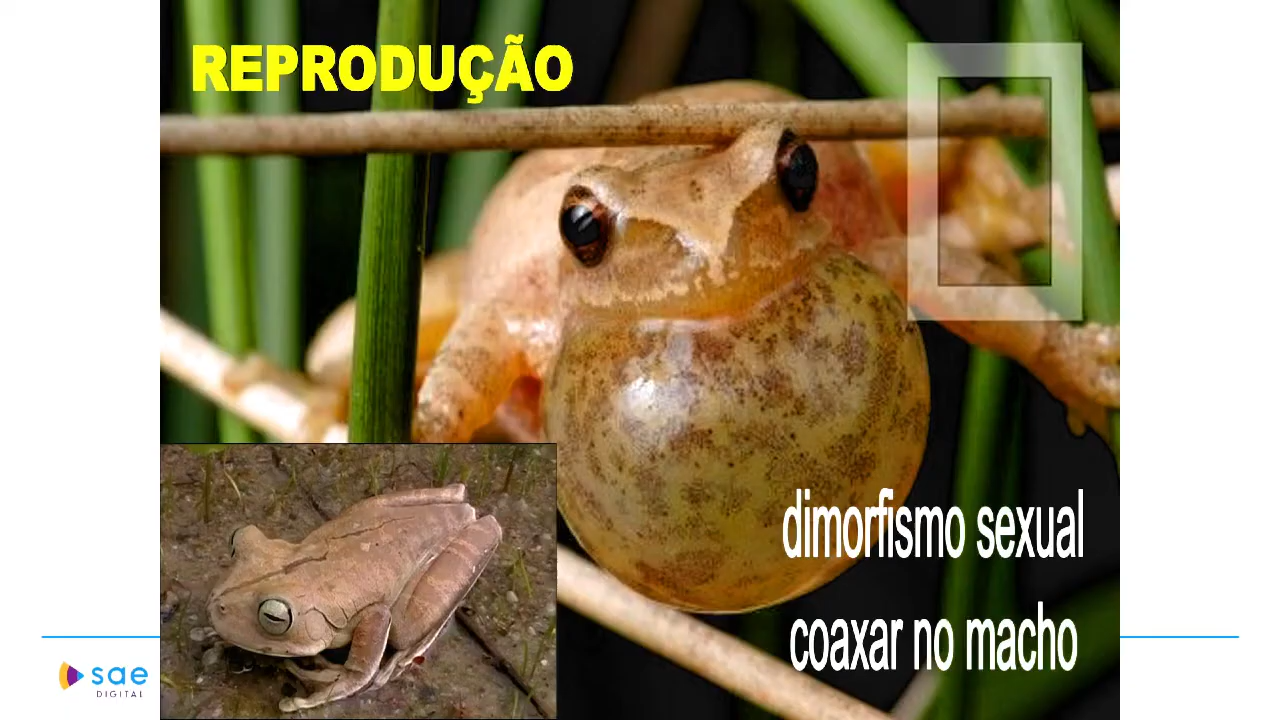 REPRODUÇÃO
dimorfismo sexual
coaxar no macho
sae
DIGITAL